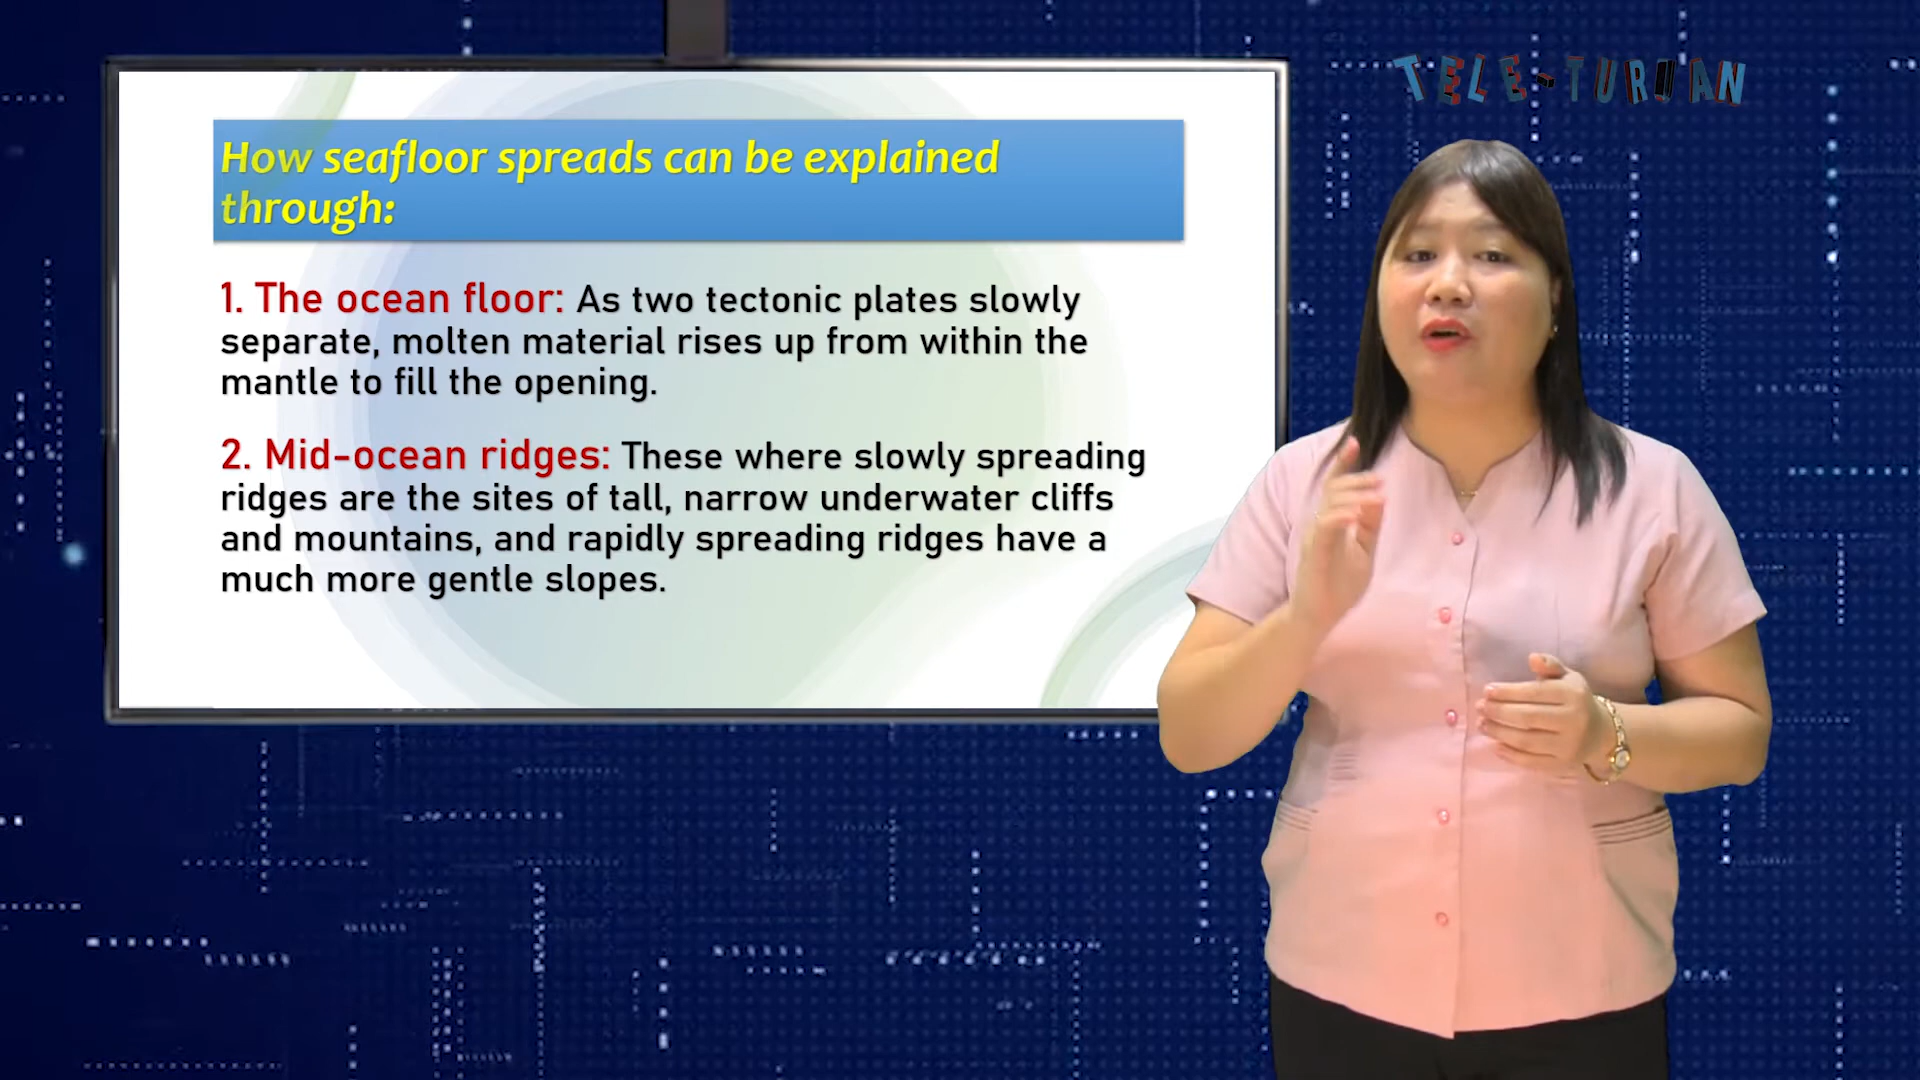 TELE-TURUAN
How seafloor spreads can be explained
through:
1. The ocean floor: As two tectonic plates slowly
separate, molten material rises up from within the
mantle to fill the opening.
2. Mid-ocean ridges: These where slowly spreading
ridges are the sites of tall, narrow underwater cliffs
and mountains, and rapidly spreading ridges have a
much more gentle slopes.